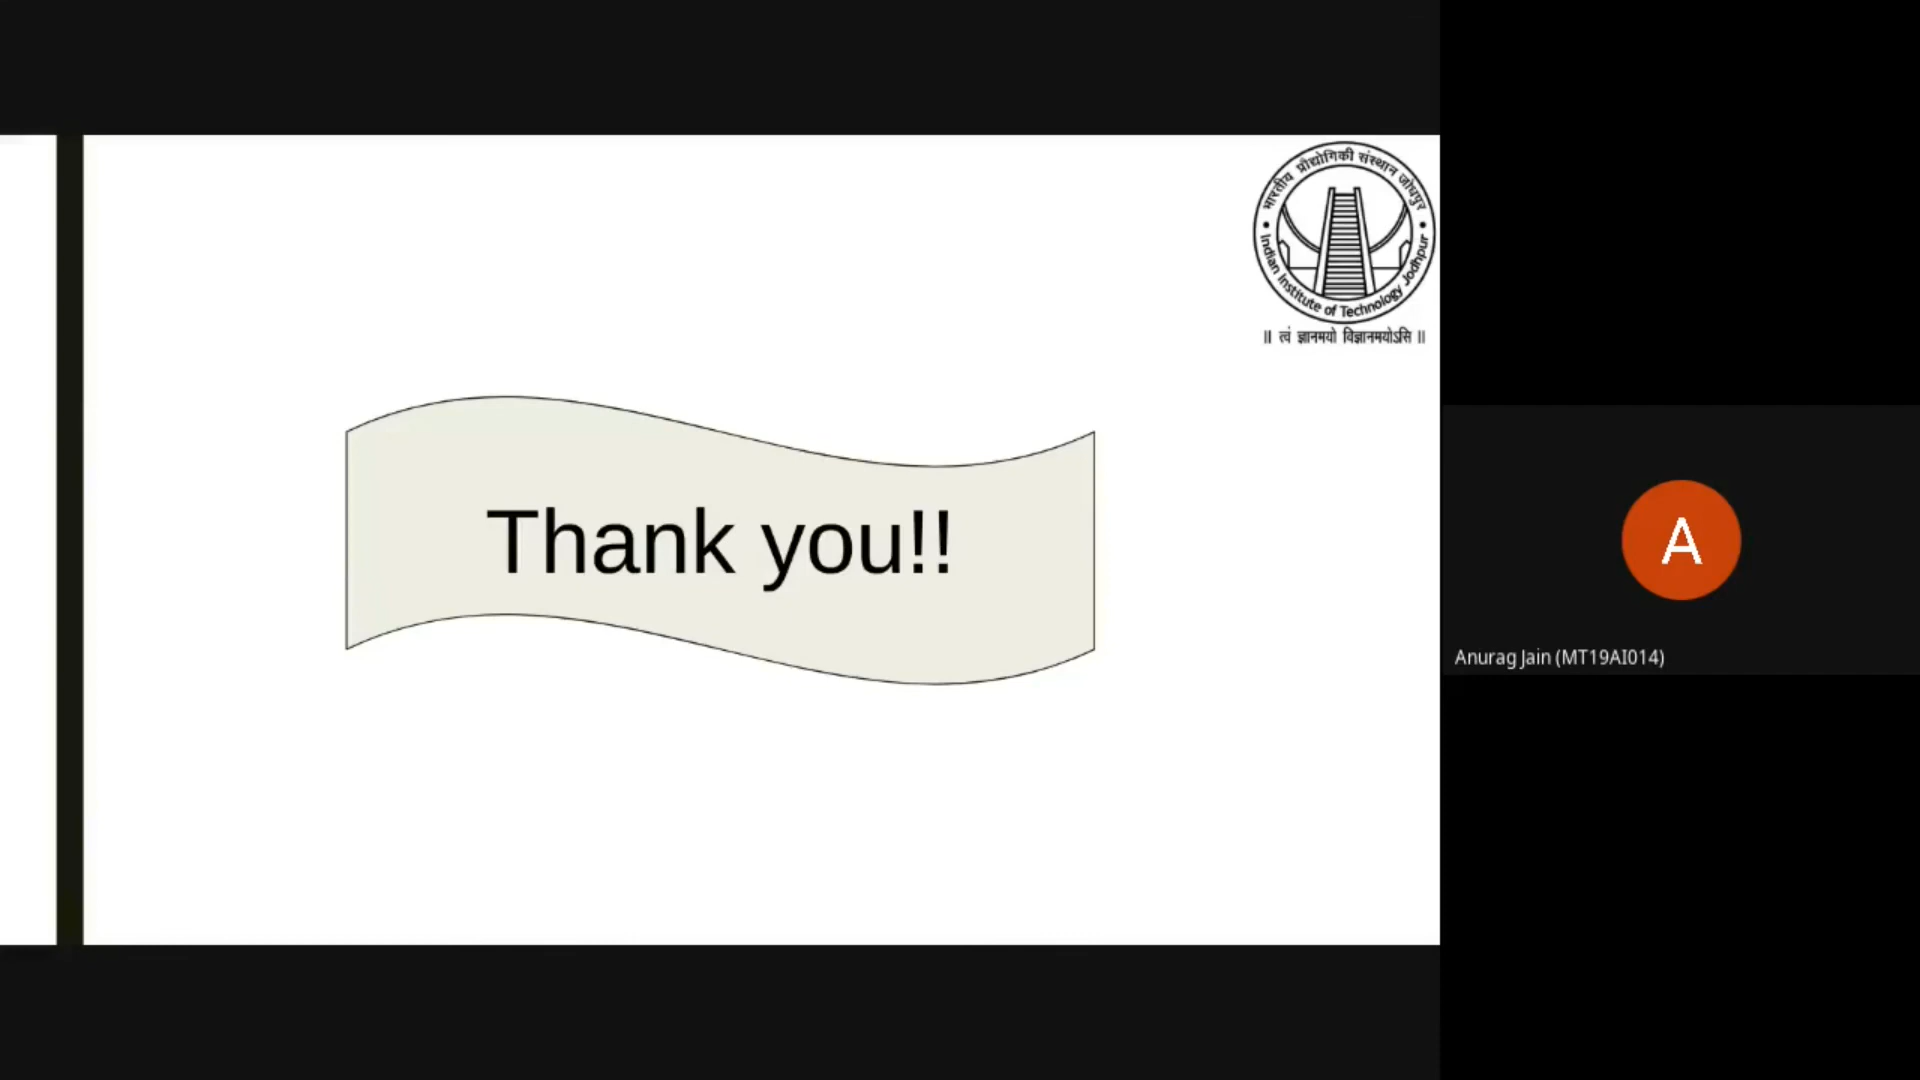 भारतीय प्रौद्योगिकी संस्थान जोधपुर
Indian Institute of Technology Jodhpur
॥ त्वं ज्ञानमयो विज्ञानमयोऽसि ॥
Thank you!!
A
Anurag Jain (MT19AI014)